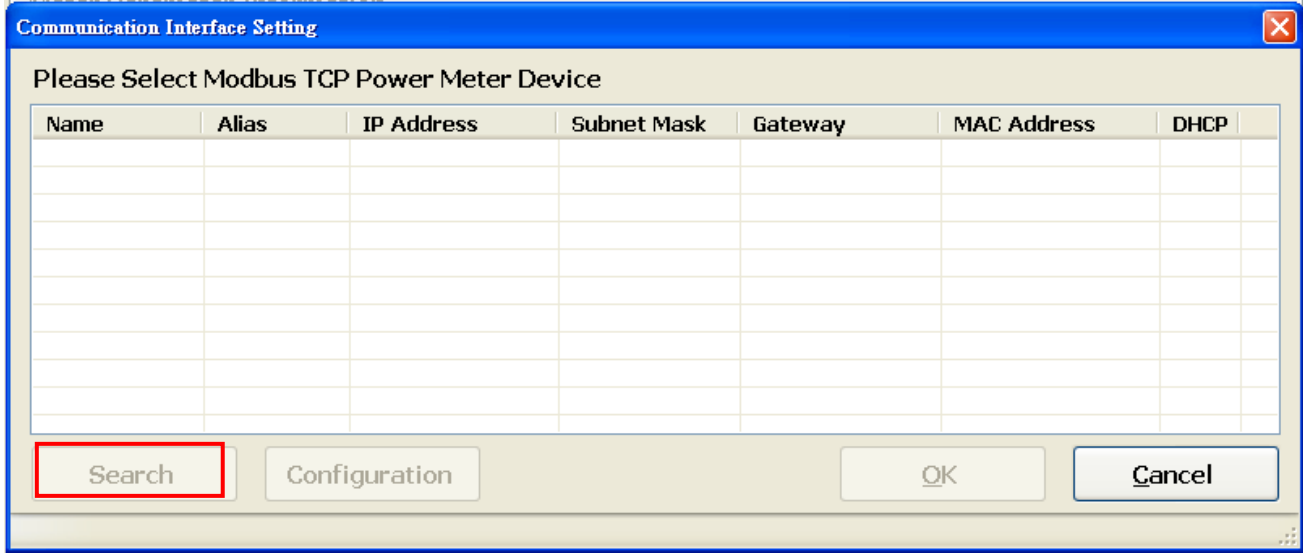 Communication Interface Setting
Please Select Modbus TCP Power Meter Device
Name Alias IP Address Subnet Mask Gateway MAC Address DHCP
Search Configuration OK Cancel